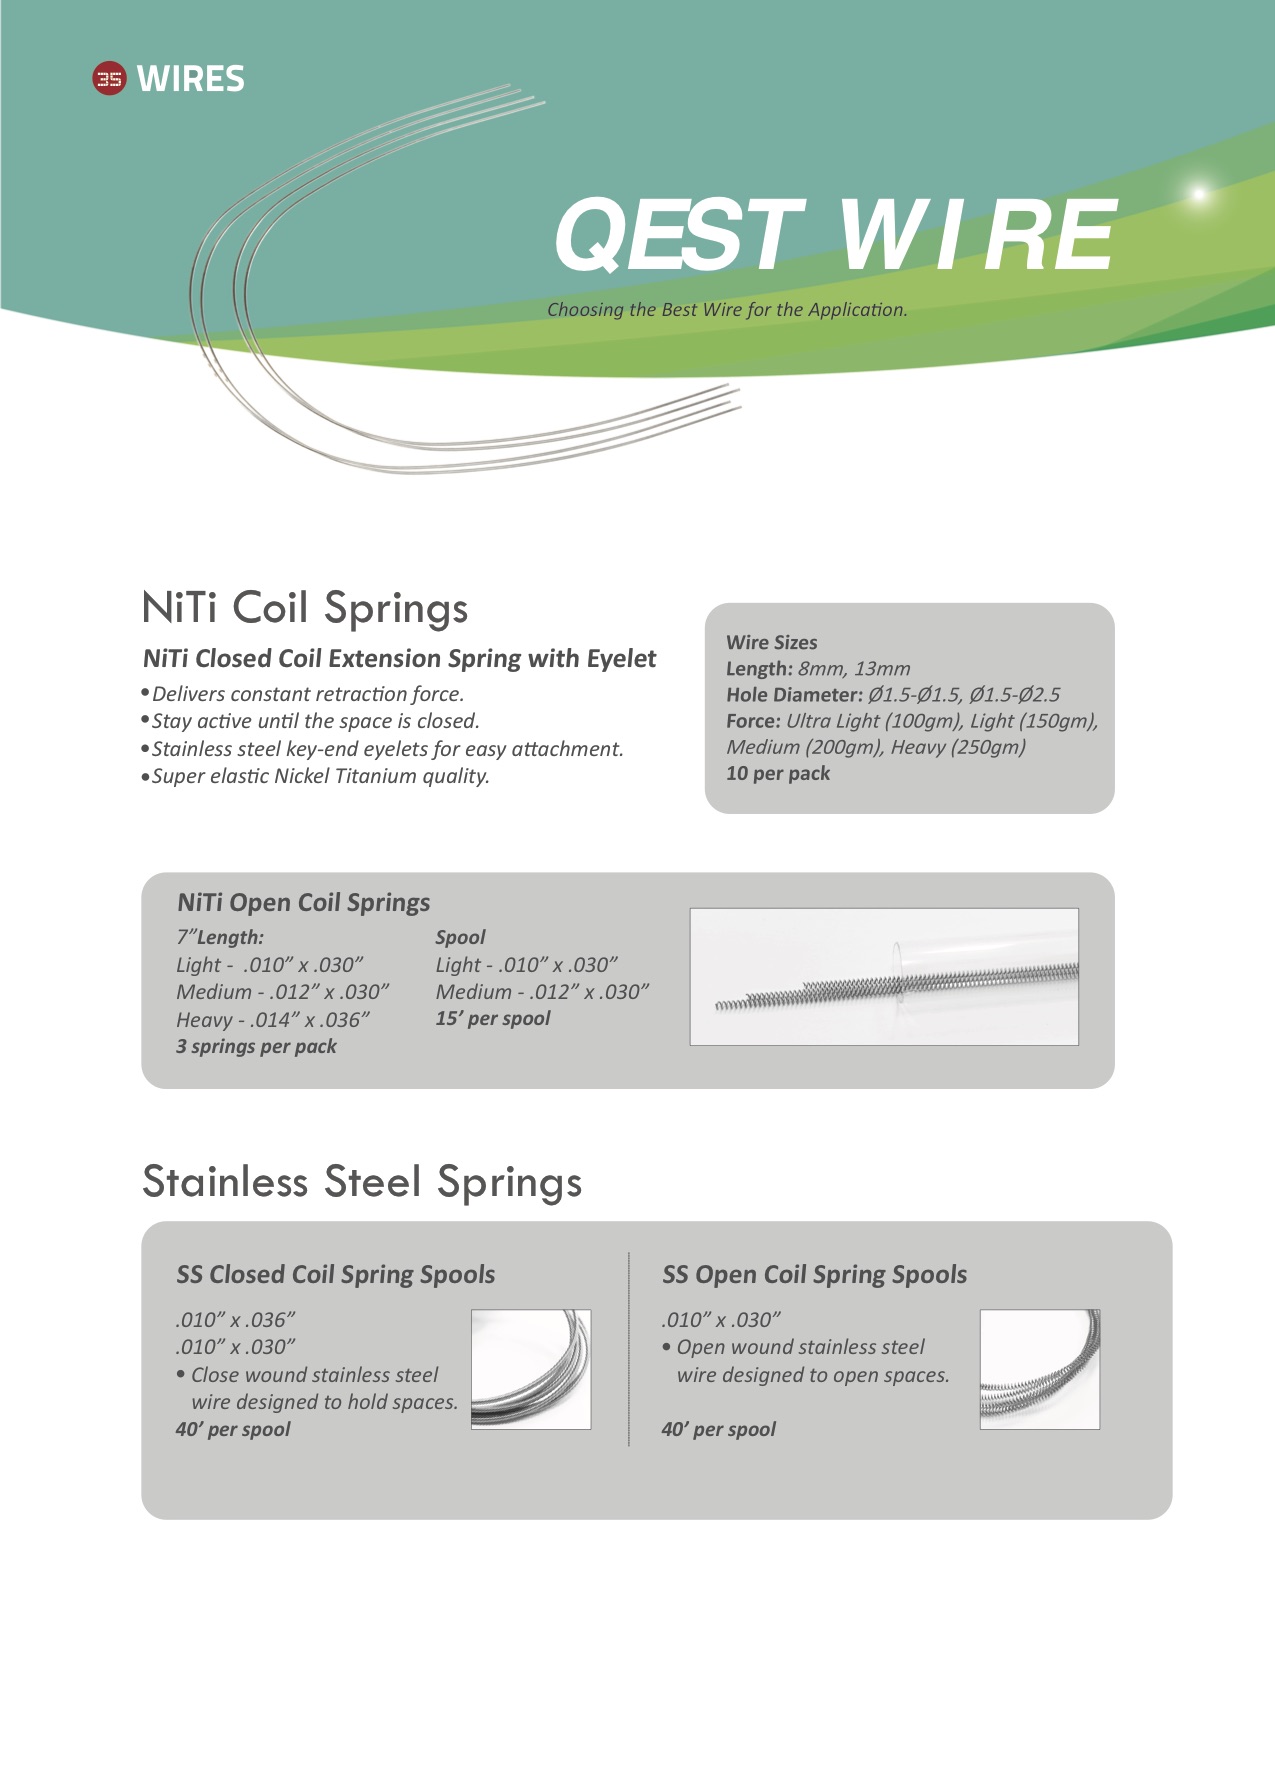 3S WIRES
QEST WIRE
Choosing the Best Wire for the Application.
NiTi Coil Springs
NiTi Closed Coil Extension Spring with Eyelet
•Delivers constant retraction force.
•Stay active until the space is closed.
•Stainless steel key-end eyelets for easy attachment.
•Super elastic Nickel Titanium quality.
Wire Sizes
Length: 8mm, 13mm
Hole Diameter: Ø1.5-Ø1.5, Ø1.5-Ø2.5
Force: Ultra Light (100gm), Light (150gm),
Medium (200gm), Heavy (250gm)
10 per pack
NiTi Open Coil Springs
7”Length:
Light - .010” x .030”
Medium - .012” x .030”
Heavy - .014” x .036”
3 springs per pack
Spool
Light - .010” x .030”
Medium - .012” x .030”
15’ per spool
Stainless Steel Springs
SS Closed Coil Spring Spools
.010” x .036”
.010” x .030”
• Close wound stainless steel
wire designed to hold spaces.
40’ per spool
SS Open Coil Spring Spools
.010” x .030”
• Open wound stainless steel
wire designed to open spaces.
40’ per spool